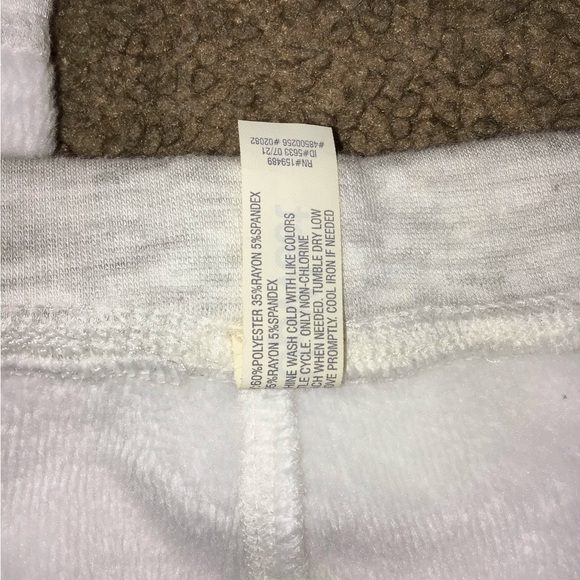 RN#159489
ID#5633 07/21
#48500256 #02082
:60%POLYESTER 35%RAYON 5%SPANDEX
5%RAYON 5%SPANDEX
HINE WASH COLD WITH LIKE COLORS
LE CYCLE. ONLY NON-CHLORINE
CH WHEN NEEDED. TUMBLE DRY LOW
OVE PROMPTLY. COOL IRON IF NEEDED